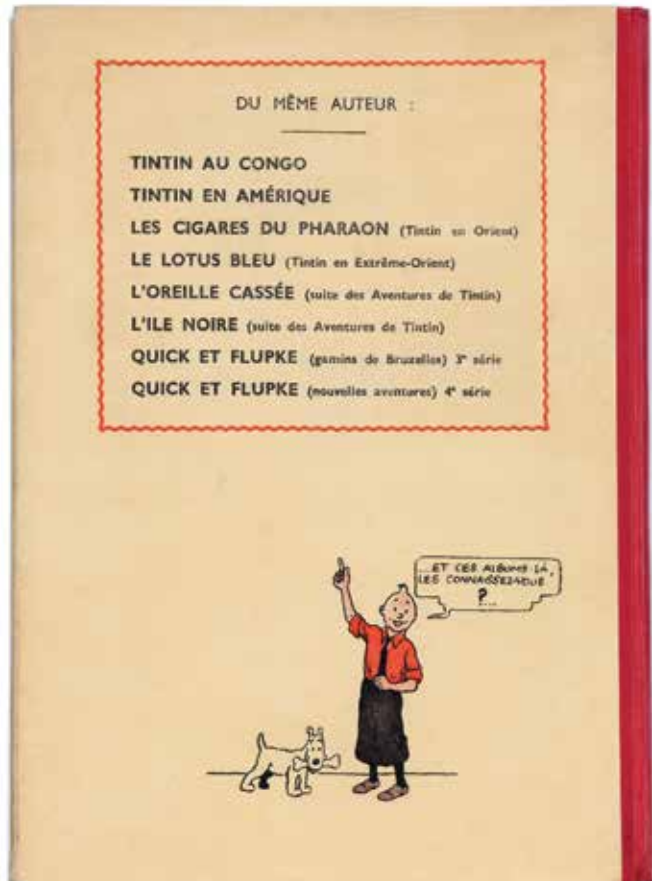 DU MÊME AUTEUR :
TINTIN AU CONGO
TINTIN EN AMÉRIQUE
LES CIGARES DU PHARAON (Tintin en Orient)
LE LOTUS BLEU (Tintin en Extrême-Orient)
L'OREILLE CASSÉE (suite des Aventures de Tintin)
L'ILE NOIRE (suite des Aventures de Tintin)
QUICK ET FLUPKE (gamins de Bruxelles) 3e série
QUICK ET FLUPKE (nouvelles aventures) 4e série
...ET CES ALBUMS-LÀ,
LES CONNAISSEZ-VOUS
?...